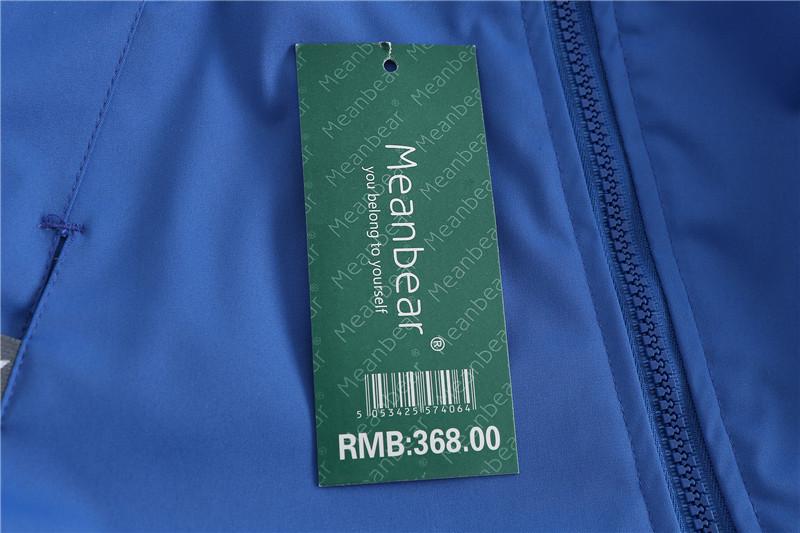 Meanbear®
you belong to yourself
5 053425 574064
RMB:368.00